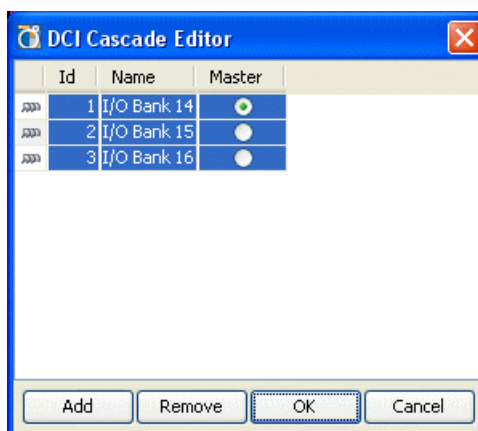 DCI Cascade Editor
Id Name Master
1 I/O Bank 14
2 I/O Bank 15
3 I/O Bank 16
Add Remove OK Cancel